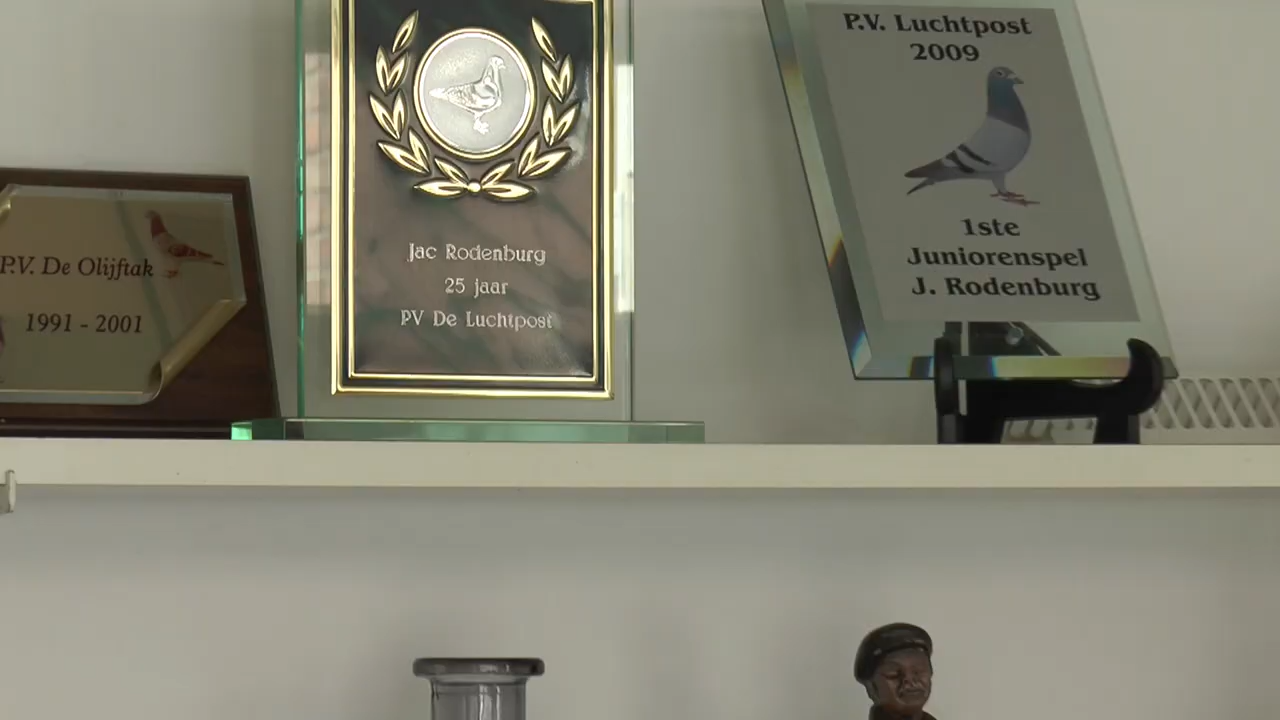 P.V. De Olijftak
1991 - 2001
Jac Rodenburg
25 jaar
PV De Luchtpost
P.V. Luchtpost
2009
1ste
Juniorenspel
J. Rodenburg